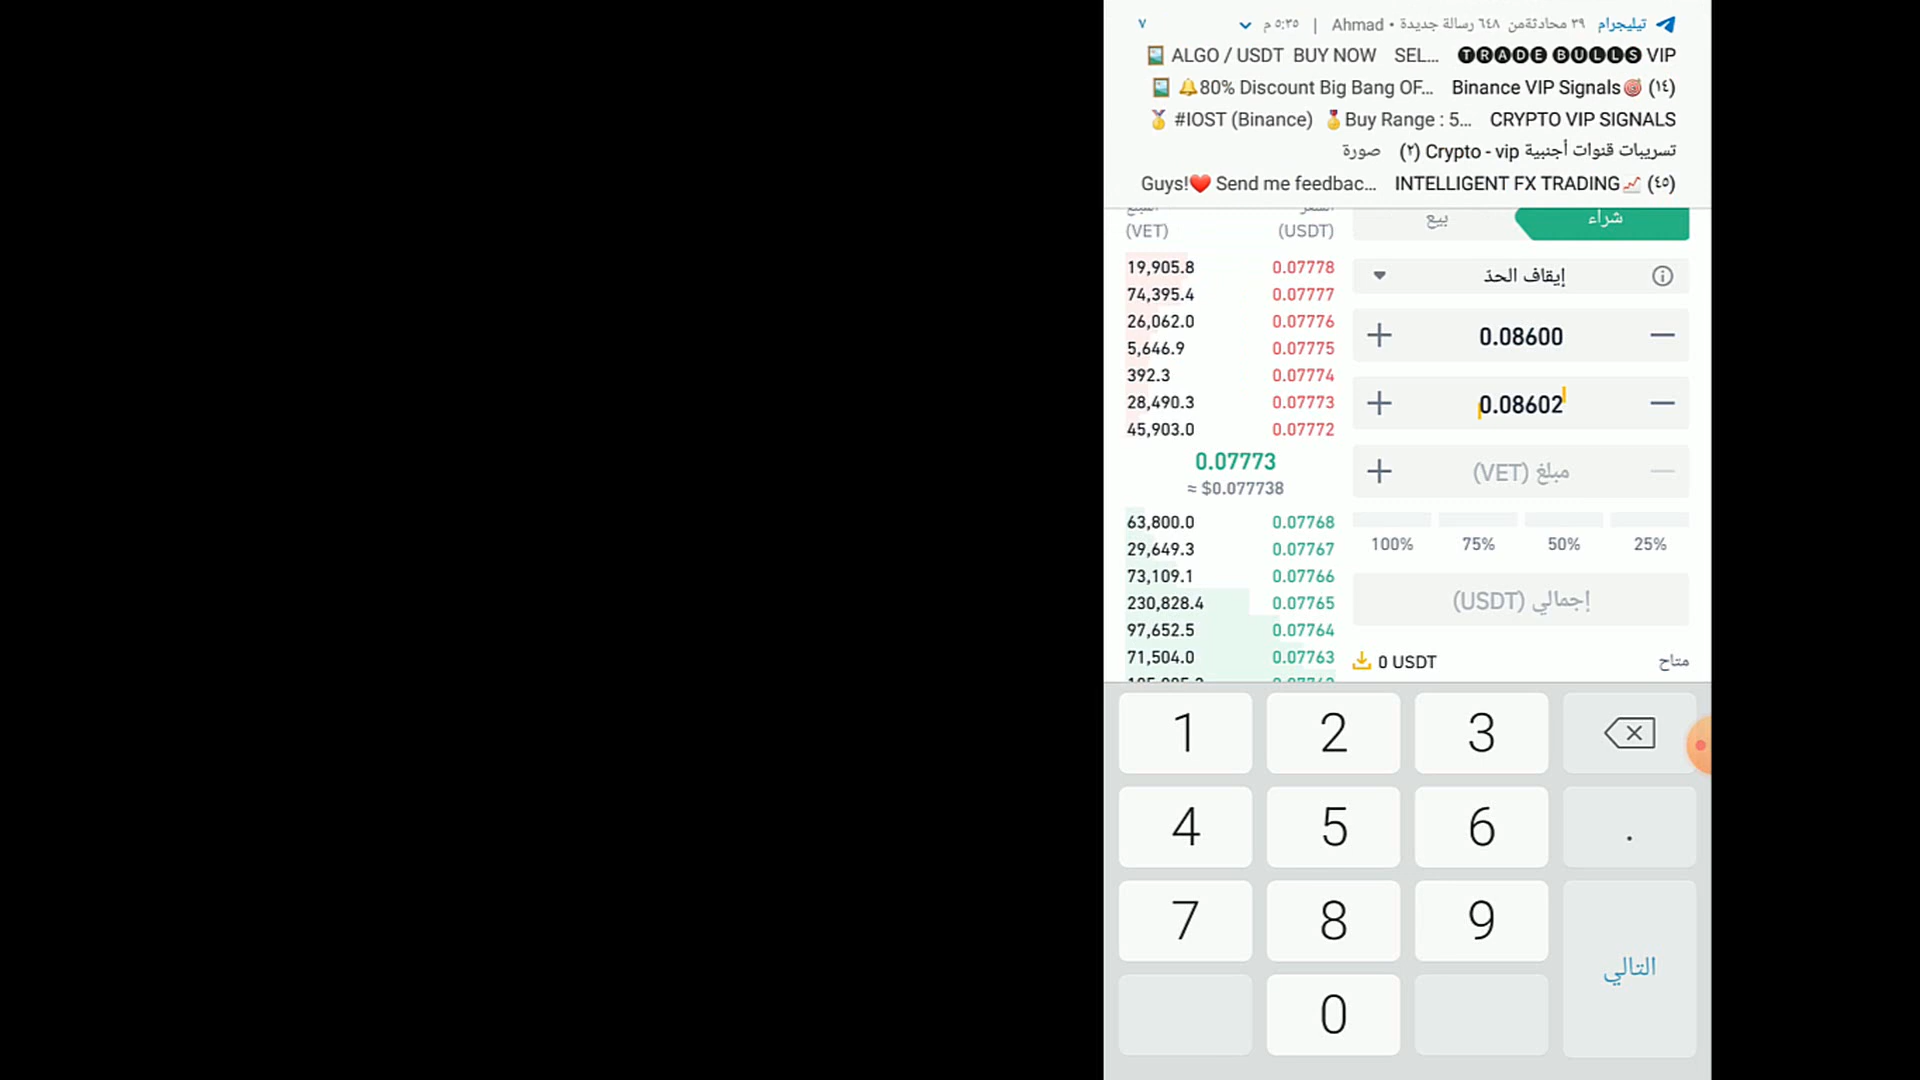 تيليجرام ٦٤٨ رسالة جديدة من ٣٩ محادثة • Ahmad | ٥:٣٥ م ٧
🅣🅡🅐🅓🅔 🅑🅤🅛🅛🅢 VIP 🖼 ALGO / USDT BUY NOW SEL...
Binance VIP Signals🎯 (١٤) 🖼 🔔80% Discount Big Bang OF...
CRYPTO VIP SIGNALS 🏅 #IOST (Binance) 🏅Buy Range : 5...
تسريبات قنوات أجنبية Crypto - vip (٢) صورة
INTELLIGENT FX TRADING📈 (٤٥) Guys!❤️ Send me feedbac...
شراء بيع
(USDT) (VET)
إيقاف الحدّ
0.07778 19,905.8
0.07777 74,395.4
0.07776 26,062.0
0.07775 5,646.9
0.07774 392.3
0.07773 28,490.3
0.07772 45,903.0
0.07773
≈ $0.077738
0.07768 63,800.0
0.07767 29,649.3
0.07766 73,109.1
0.07765 230,828.4
0.07764 97,652.5
0.07763 71,504.0
+ 0.08600 —
+ 0.08602 —
+ مبلغ (VET) —
100% 75% 50% 25%
إجمالي (USDT)
متاح 0 USDT
1 2 3
4 5 6 .
7 8 9
التالي
0